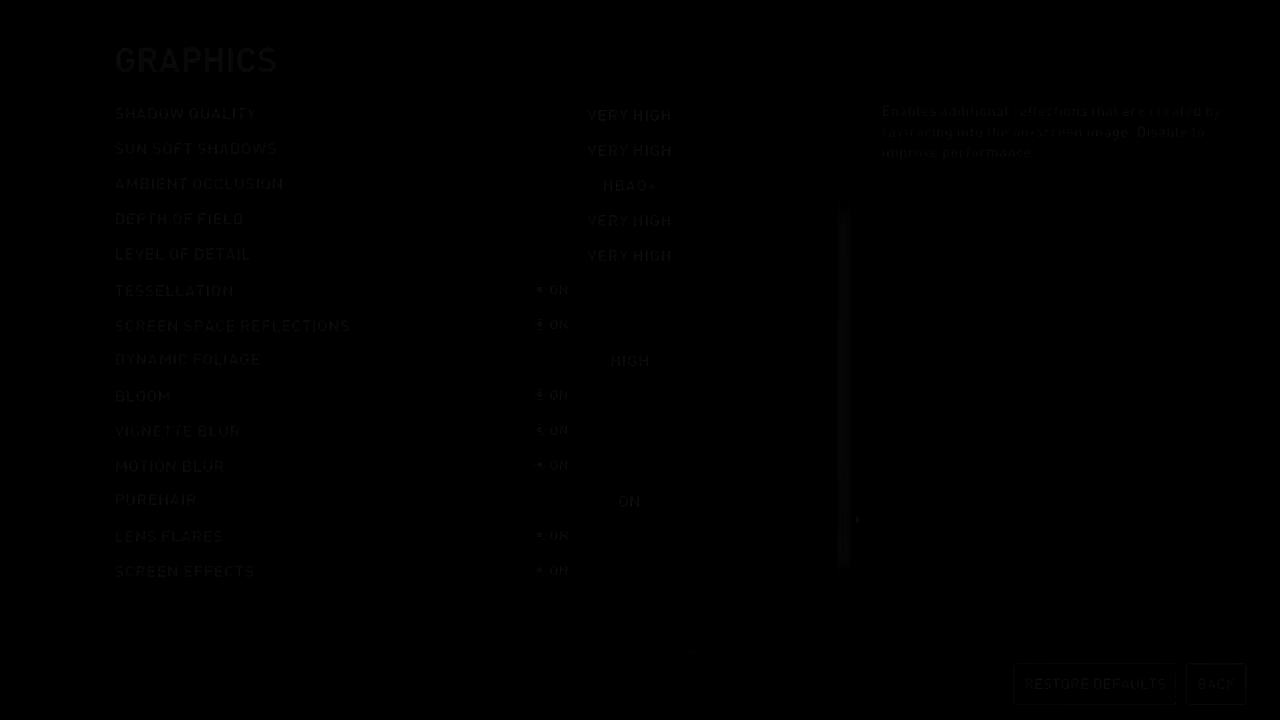 GRAPHICS
SHADOW QUALITY VERY HIGH
SUN SOFT SHADOWS VERY HIGH
AMBIENT OCCLUSION HBAO+
DEPTH OF FIELD VERY HIGH
LEVEL OF DETAIL VERY HIGH
TESSELLATION ON
SCREEN SPACE REFLECTIONS ON
DYNAMIC FOLIAGE HIGH
BLOOM ON
VIGNETTE BLUR ON
MOTION BLUR ON
PUREHAIR ON
LENS FLARES ON
SCREEN EFFECTS ON
Enables additional reflections that are created by
raytracing into the on-screen image. Disable to
improve performance.
RESTORE DEFAULTS BACK